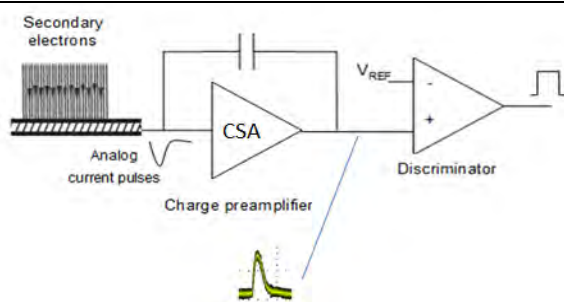 Secondary
electrons
V_REF
-
+
CSA
Analog
current pulses
Discriminator
Charge preamplifier